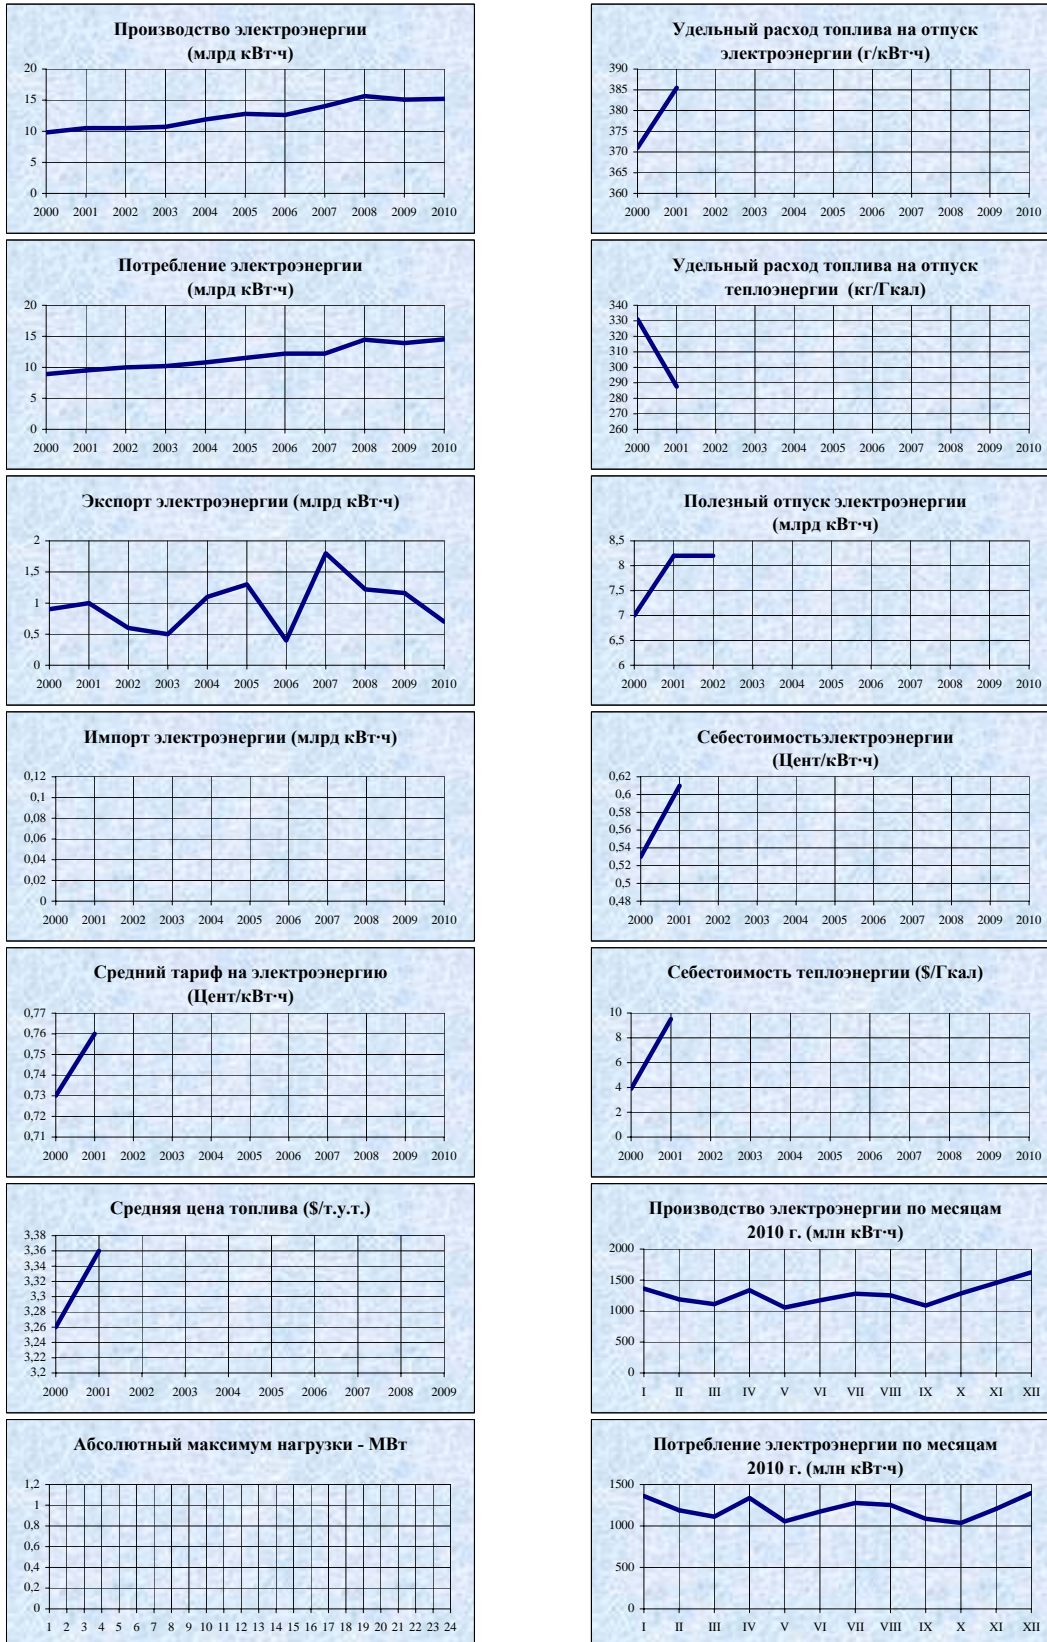 Производство электроэнергии
(млрд кВт·ч)
20
15
10
5
0
2000 2001 2002 2003 2004 2005 2006 2007 2008 2009 2010
Удельный расход топлива на отпуск
электроэнергии (г/кВт·ч)
390
385
380
375
370
365
360
2000 2001 2002 2003 2004 2005 2006 2007 2008 2009 2010
Потребление электроэнергии
(млрд кВт·ч)
20
15
10
5
0
2000 2001 2002 2003 2004 2005 2006 2007 2008 2009 2010
Удельный расход топлива на отпуск
теплоэнергии (кг/Гкал)
340
330
320
310
300
290
280
270
260
2000 2001 2002 2003 2004 2005 2006 2007 2008 2009 2010
Экспорт электроэнергии (млрд кВт·ч)
2
1,5
1
0,5
0
2000 2001 2002 2003 2004 2005 2006 2007 2008 2009 2010
Полезный отпуск электроэнергии
(млрд кВт·ч)
8,5
8
7,5
7
6,5
6
2000 2001 2002 2003 2004 2005 2006 2007 2008 2009 2010
Импорт электроэнергии (млрд кВт·ч)
0,12
0,1
0,08
0,06
0,04
0,02
0
2000 2001 2002 2003 2004 2005 2006 2007 2008 2009 2010
Себестоимостьэлектроэнергии
(Цент/кВт·ч)
0,62
0,6
0,58
0,56
0,54
0,52
0,5
0,48
2000 2001 2002 2003 2004 2005 2006 2007 2008 2009 2010
Средний тариф на электроэнергию
(Цент/кВт·ч)
0,77
0,76
0,75
0,74
0,73
0,72
0,71
2000 2001 2002 2003 2004 2005 2006 2007 2008 2009 2010
Себестоимость теплоэнергии ($/Гкал)
10
8
6
4
2
0
2000 2001 2002 2003 2004 2005 2006 2007 2008 2009 2010
Средняя цена топлива ($/т.у.т.)
3,38
3,36
3,34
3,32
3,3
3,28
3,26
3,24
3,22
3,2
2000 2001 2002 2003 2004 2005 2006 2007 2008 2009
Производство электроэнергии по месяцам
2010 г. (млн кВт·ч)
2000
1500
1000
500
0
I II III IV V VI VII VIII IX X XI XII
Абсолютный максимум нагрузки - МВт
1,2
1
0,8
0,6
0,4
0,2
0
1 2 3 4 5 6 7 8 9 10 11 12 13 14 15 16 17 18 19 20 21 22 23 24
Потребление электроэнергии по месяцам
2010 г. (млн кВт·ч)
1500
1000
500
0
I II III IV V VI VII VIII IX X XI XII